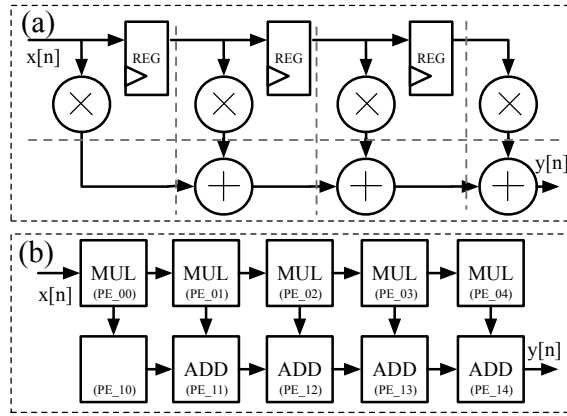 (a)
x[n]
REG
REG
REG
y[n]
(b)
x[n]
MUL
(PE_00)
MUL
(PE_01)
MUL
(PE_02)
MUL
(PE_03)
MUL
(PE_04)
(PE_10)
ADD
(PE_11)
ADD
(PE_12)
ADD
(PE_13)
ADD
(PE_14)
y[n]